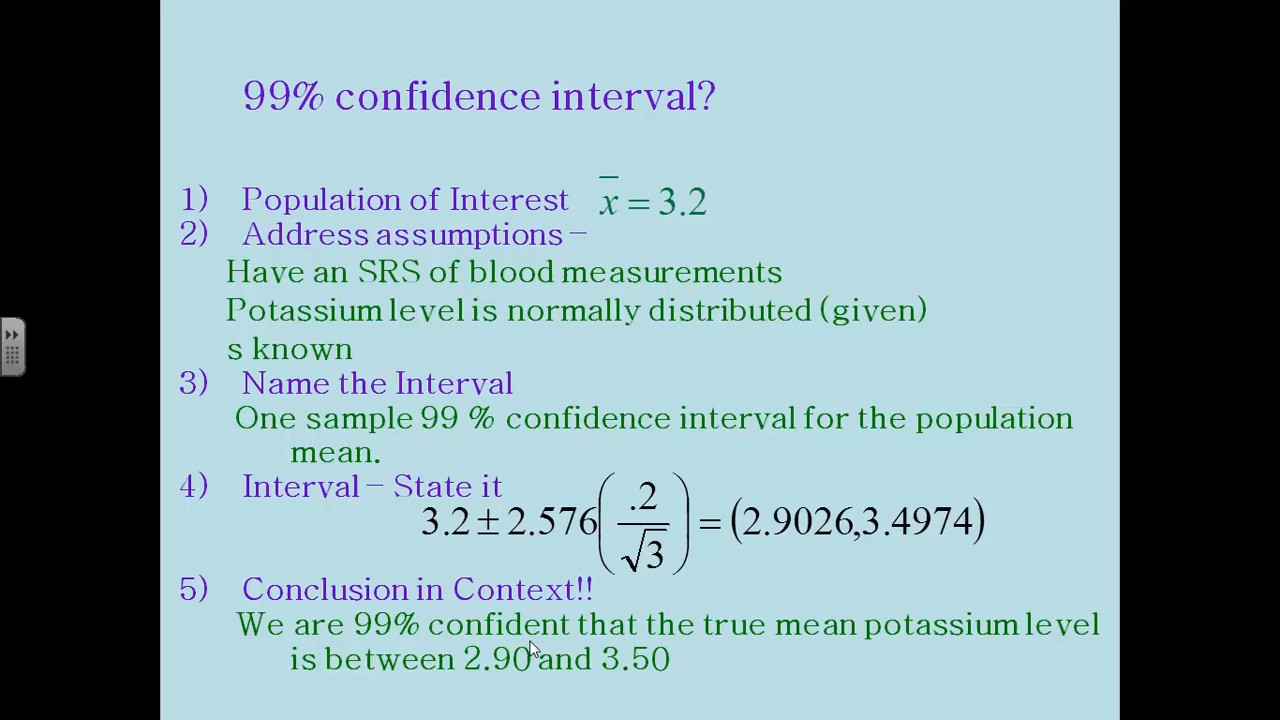 99% confidence interval?
1) Population of Interest x̄ = 3.2
2) Address assumptions –
Have an SRS of blood measurements
Potassium level is normally distributed (given)
s known
3) Name the Interval
One sample 99 % confidence interval for the population
mean.
4) Interval – State it
3.2 ± 2.576(.2/√3) = (2.9026,3.4974)
5) Conclusion in Context!!
We are 99% confident that the true mean potassium level
is between 2.90 and 3.50